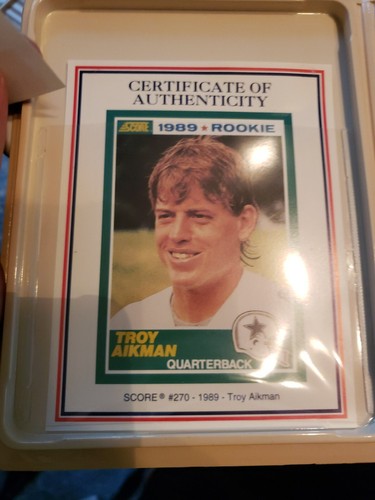 CERTIFICATE OF
AUTHENTICITY
SCORE 1989 ★ ROOKIE
TROY
AIKMAN
QUARTERBACK
SCORE® #270 - 1989 - Troy Aikman